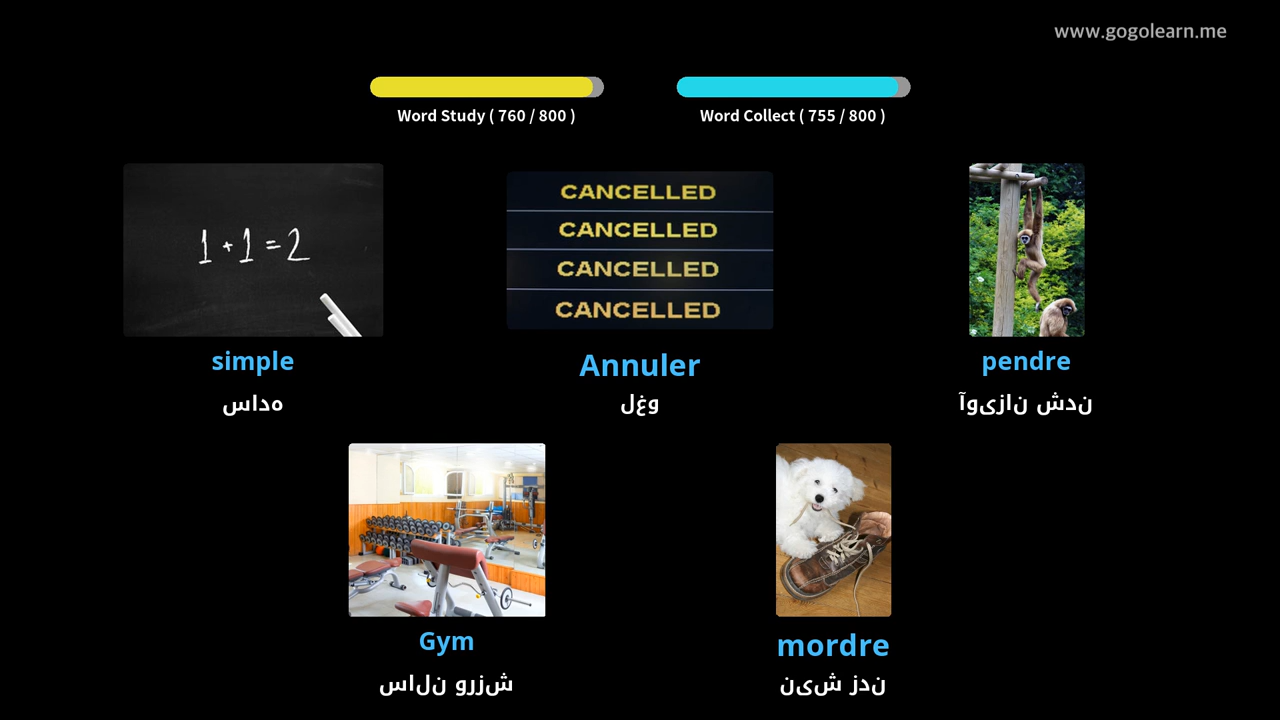 www.gogolearn.me
Word Study ( 760 / 800 )
Word Collect ( 755 / 800 )
1 + 1 = 2
CANCELLED
CANCELLED
CANCELLED
CANCELLED
simple
هداس
Annuler
وغل
pendre
ندش نازیوآ
Gym
شزرو نلاس
mordre
ندز شین